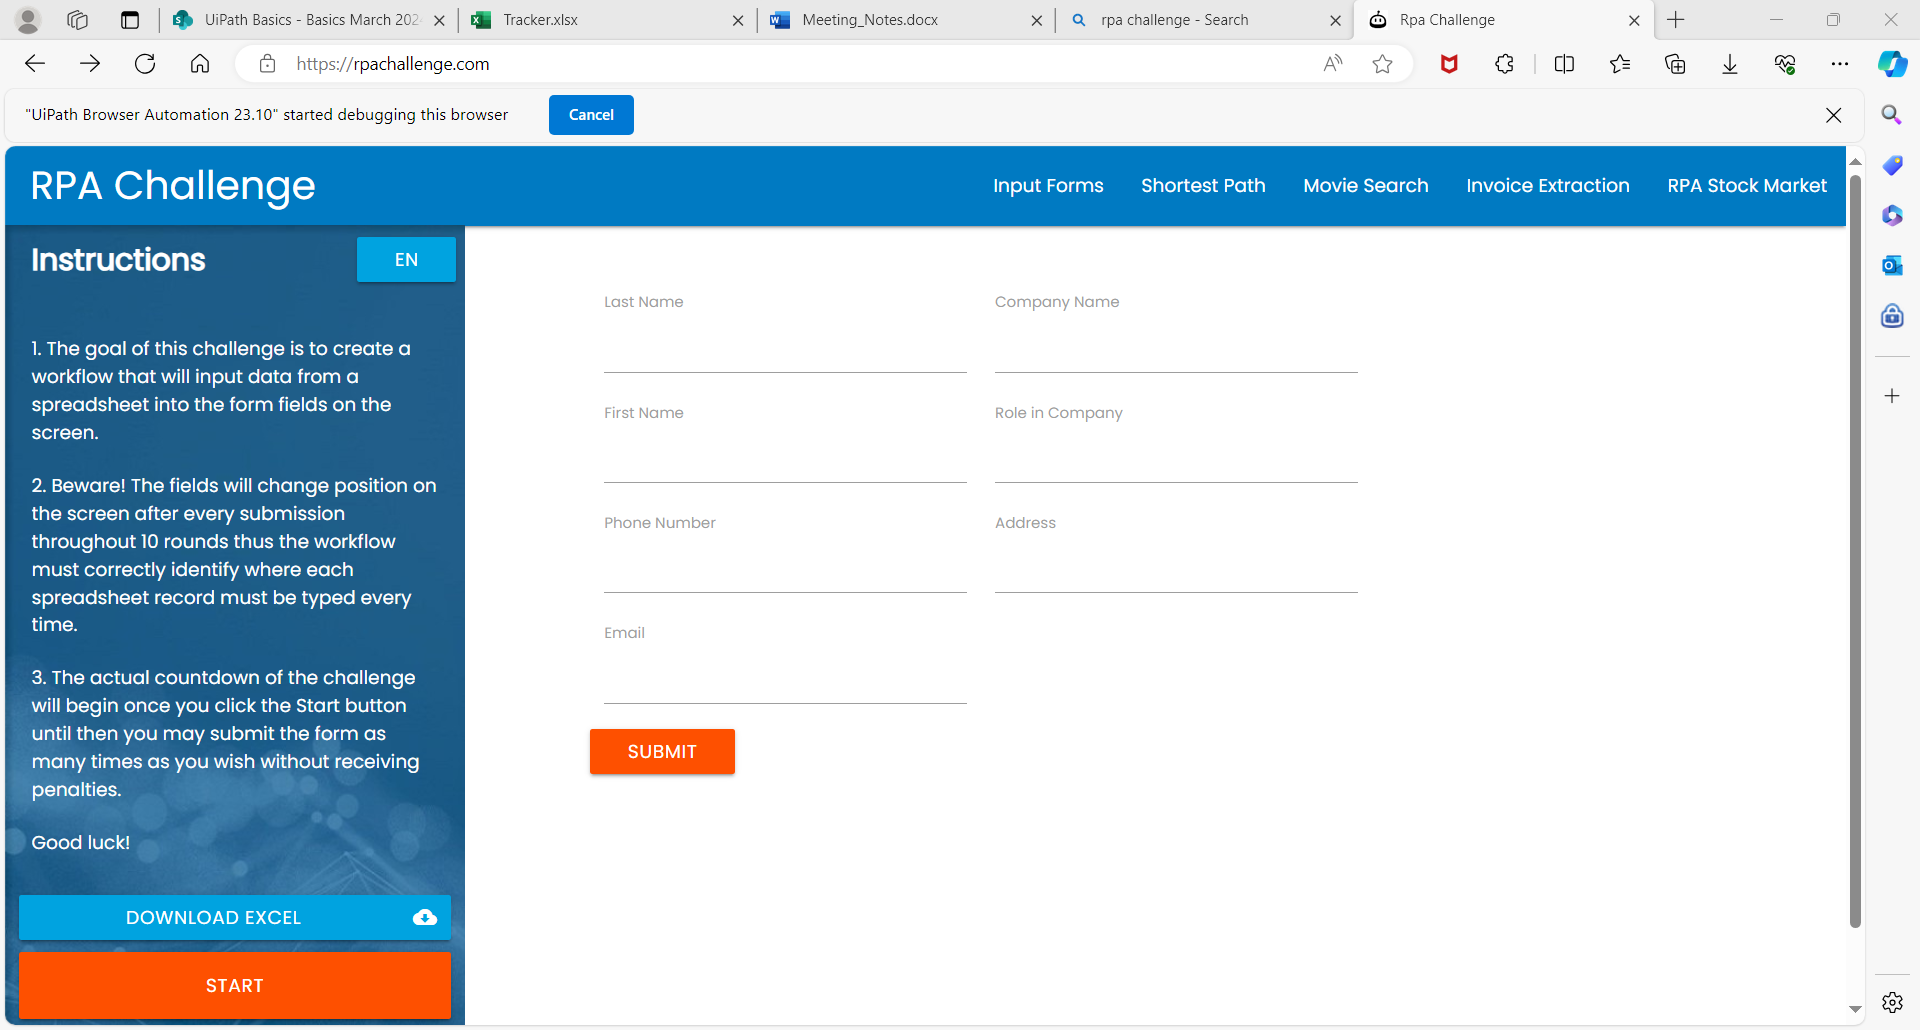 UiPath Basics - Basics March 202
Tracker.xlsx
Meeting_Notes.docx
rpa challenge - Search
Rpa Challenge
https://rpachallenge.com
"UiPath Browser Automation 23.10" started debugging this browser
Cancel
RPA Challenge
Input Forms
Shortest Path
Movie Search
Invoice Extraction
RPA Stock Market
Instructions
EN
1. The goal of this challenge is to create a
workflow that will input data from a
spreadsheet into the form fields on the
screen.
2. Beware! The fields will change position on
the screen after every submission
throughout 10 rounds thus the workflow
must correctly identify where each
spreadsheet record must be typed every
time.
3. The actual countdown of the challenge
will begin once you click the Start button
until then you may submit the form as
many times as you wish without receiving
penalties.
Good luck!
DOWNLOAD EXCEL
START
Last Name
Company Name
First Name
Role in Company
Phone Number
Address
Email
SUBMIT